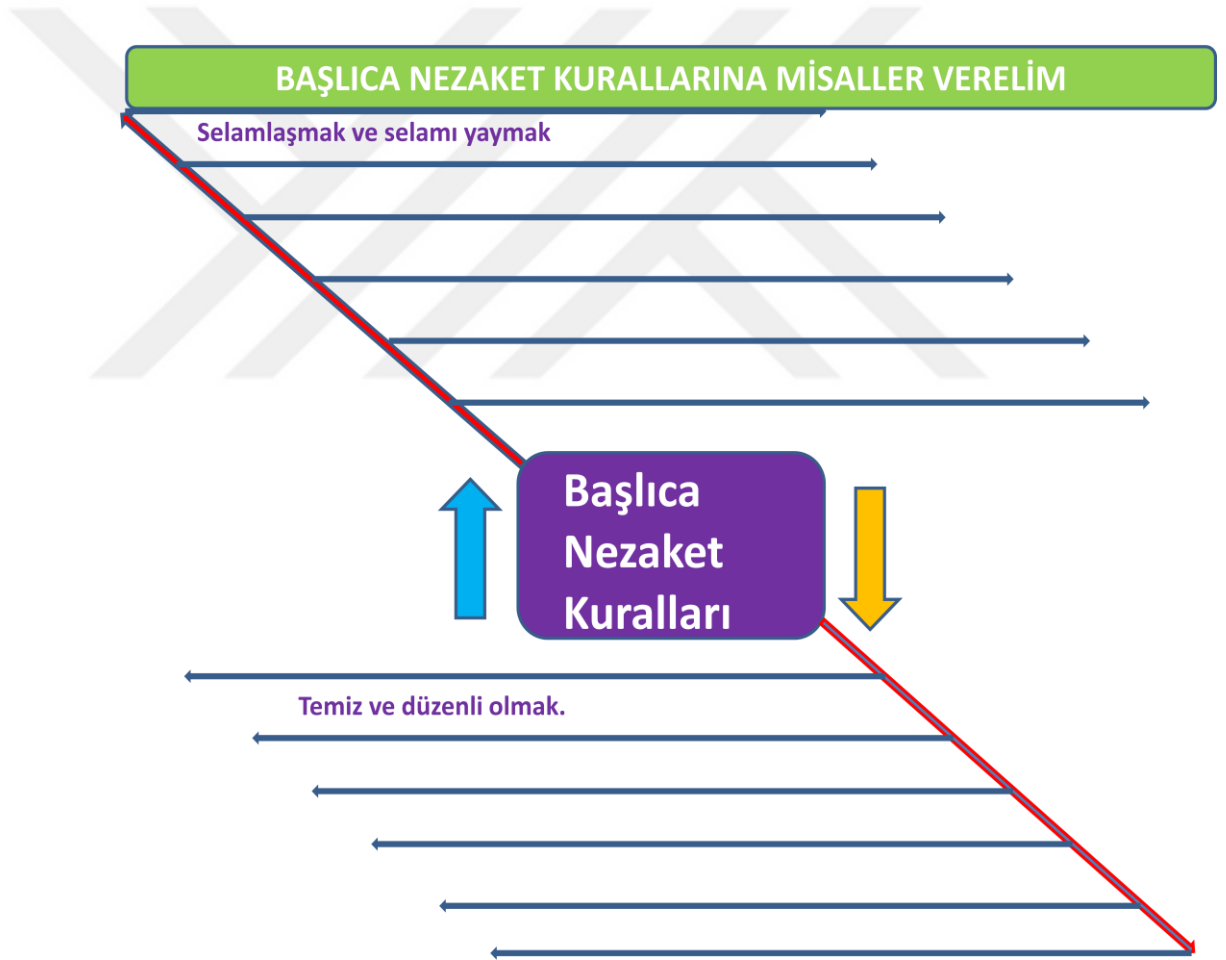 BAŞLICA NEZAKET KURALLARINA MİSALLER VERELİM
Selamlaşmak ve selamı yaymak
Başlıca
Nezaket
Kuralları
Temiz ve düzenli olmak.